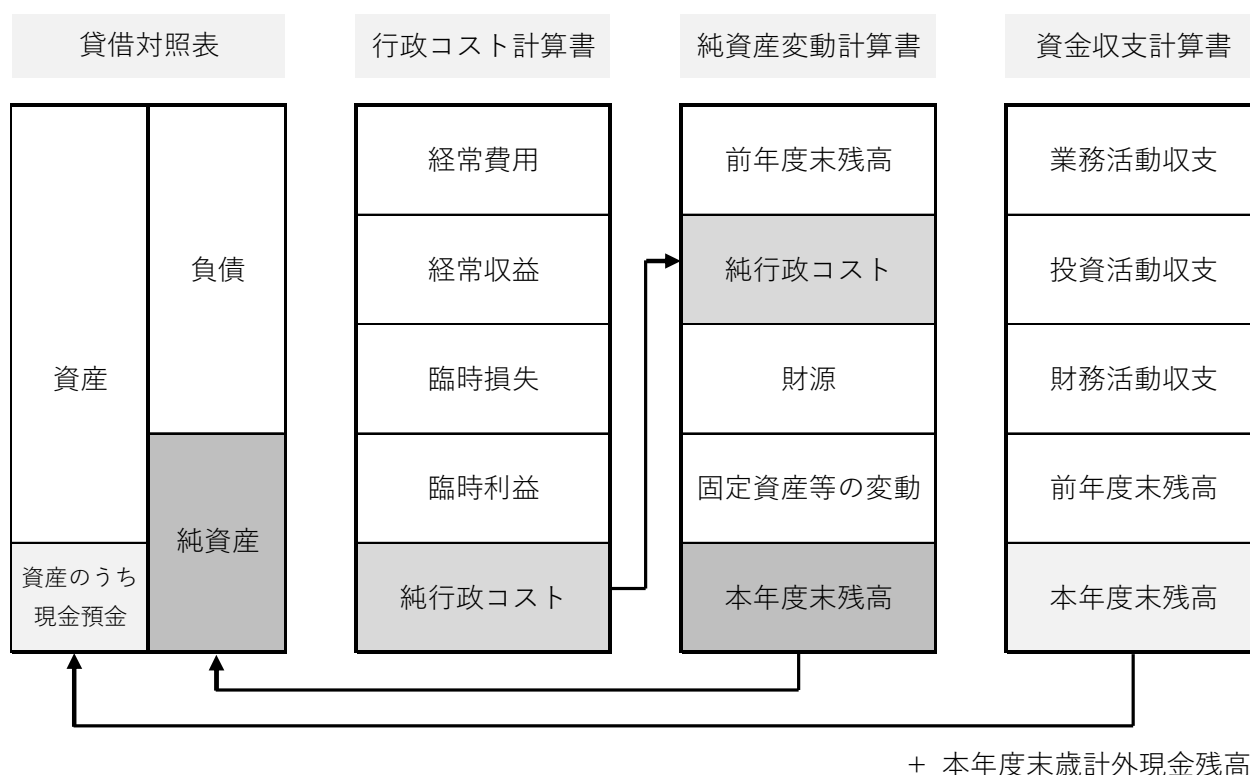 貸借対照表
行政コスト計算書
純資産変動計算書
資金収支計算書
資産
資産のうち
現金預金
負債
純資産
経常費用
経常収益
臨時損失
臨時利益
純行政コスト
前年度末残高
純行政コスト
財源
固定資産等の変動
本年度末残高
業務活動収支
投資活動収支
財務活動収支
前年度末残高
本年度末残高
+ 本年度末歳計外現金残高